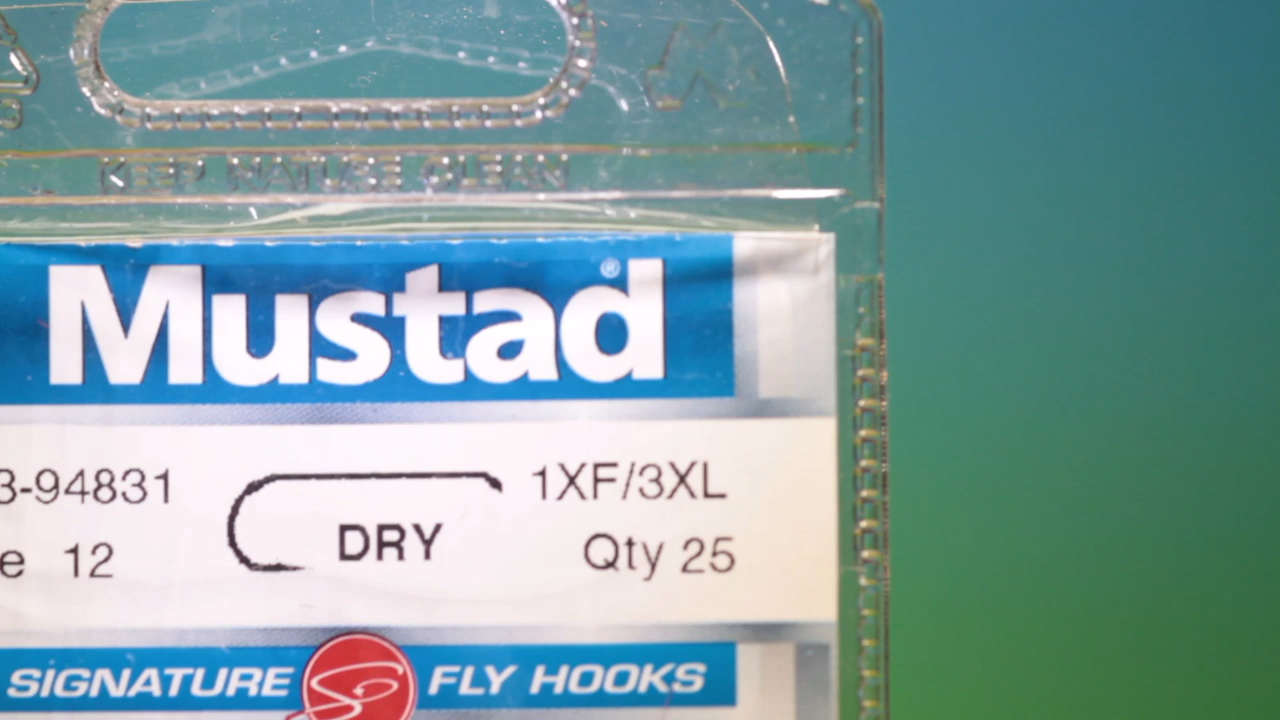 KEEP NATURE CLEAN
Mustad®
3-94831 1XF/3XL
DRY
e 12 Qty 25
SIGNATURE S FLY HOOKS